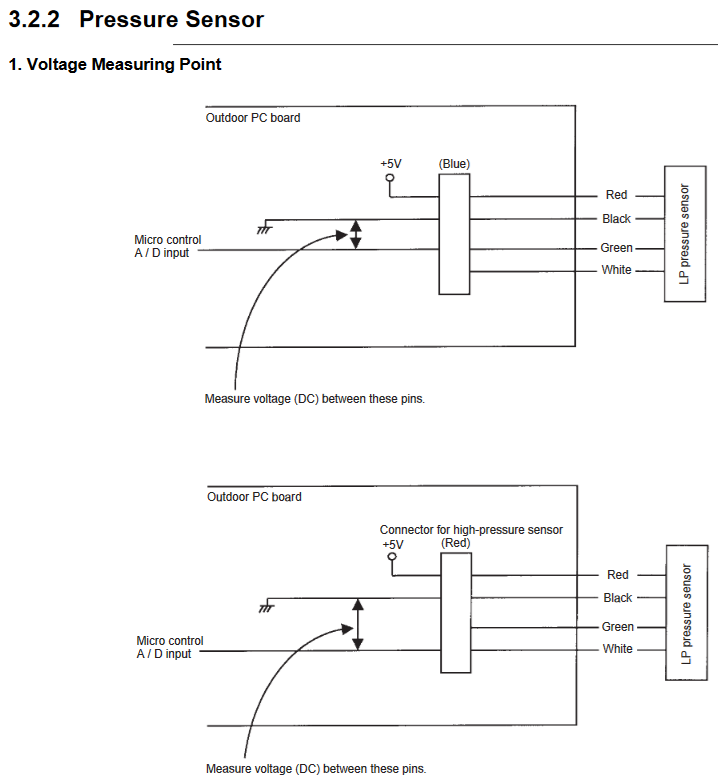 3.2.2 Pressure Sensor
1. Voltage Measuring Point
Outdoor PC board
+5V
(Blue)
Red
Black
Green
White
LP pressure sensor
Micro control
A / D input
Measure voltage (DC) between these pins.
Outdoor PC board
Connector for high-pressure sensor
+5V
(Red)
Red
Black
Green
White
LP pressure sensor
Micro control
A / D input
Measure voltage (DC) between these pins.